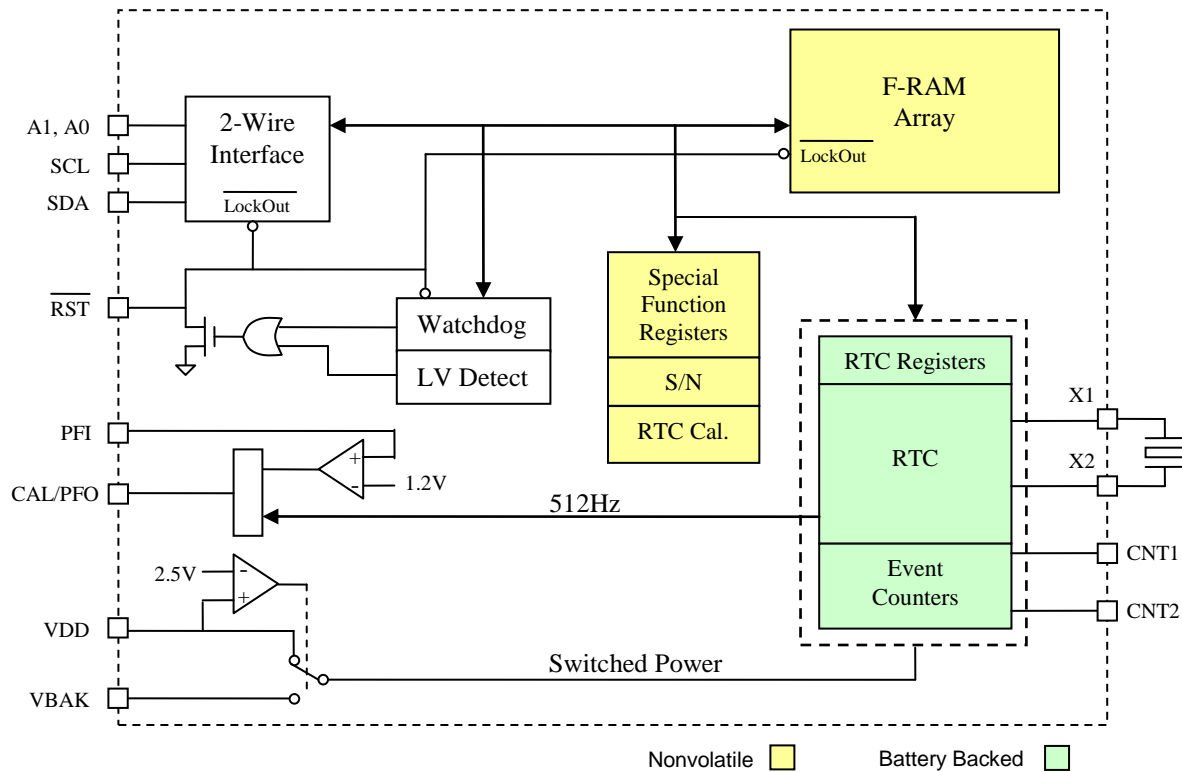 F-RAM
Array
LockOut
A1, A0
SCL
SDA
2-Wire
Interface
LockOut
RST
Watchdog
LV Detect
Special
Function
Registers
S/N
RTC Cal.
RTC Registers
RTC
Event
Counters
X1
X2
CNT1
CNT2
PFI
CAL/PFO
+
-
1.2V
512Hz
2.5V
-
+
VDD
VBAK
Switched Power
Nonvolatile
Battery Backed